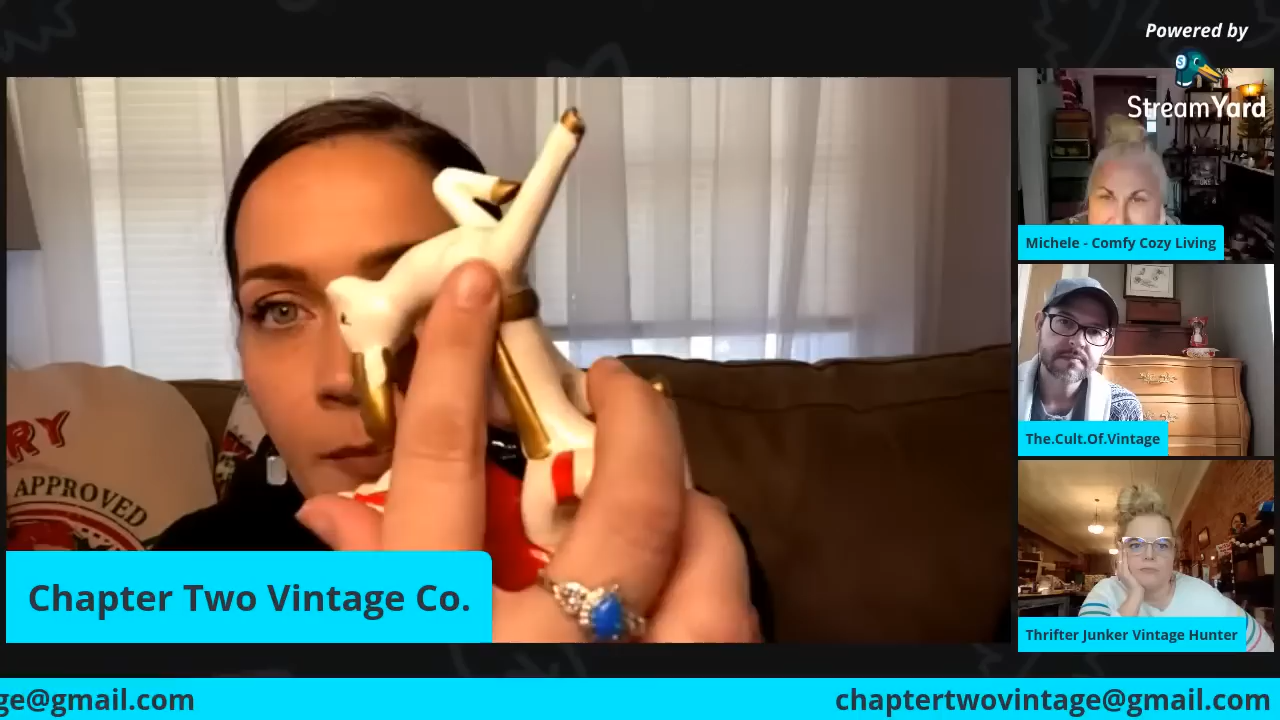 Powered by
StreamYard
RY
APPROVED
Chapter Two Vintage Co.
Michele - Comfy Cozy Living
The.Cult.Of.Vintage
Thrifter Junker Vintage Hunter
ge@gmail.com
chaptertwovintage@gmail.com